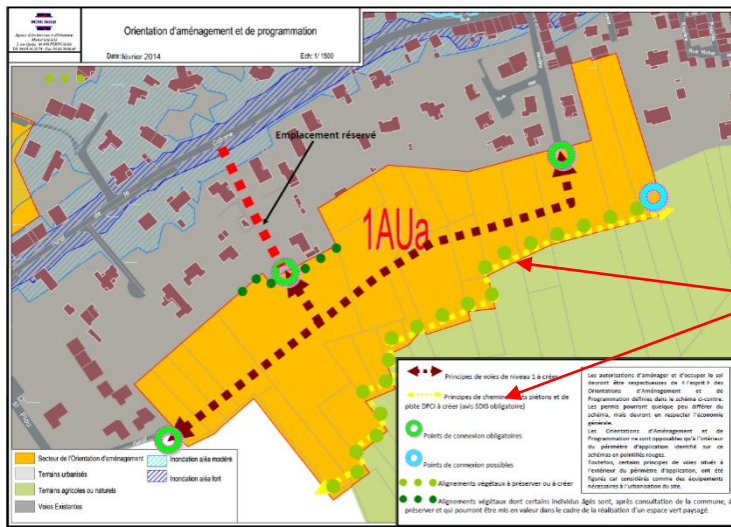 Orientation d'aménagement et de programmation
Date: février 2014
Ech: 1/ 1500
Emplacement réservé
1AUa
Principes de voies de niveau 1 à créer
Principes de chemin ts piétons et de
piste DFCI à créer (avis SDIS obligatoire)
Points de connexion obligatoires
Points de connexion possibles
Alignements végétaux à préserver ou à créer
Alignements végétaux dont certains individus âgés sont, après consultation de la commune, à
préserver et qui pourront être mis en valeur dans le cadre de la réalisation d'un espace vert paysagé.
Les autorisations d'aménager et d'occuper le sol
devront être respectueuses de l'esprit des
Orientations d'Aménagement et de
Programmation définies dans le schéma ci-contre.
Les permis pourront quelque peu différer du
schéma, mais devront en respecter l'économie
générale.
Les Orientations d'Aménagement et de
Programmation ne sont opposables qu'à l'intérieur
du périmètre d'application identifié sur ce
schémas en pointillés rouges.
Toutefois, certains principes de voies situés à
l'extérieur du périmètre d'application, ont été
figurés car considérés comme des équipements
nécessaires à l'urbanisation du site.
Secteur de l'Orientation d'aménagement
Terrains urbanisés
Terrains agricoles ou naturels
Voies Existantes
Inondation aléa modéré
Inondation aléa fort